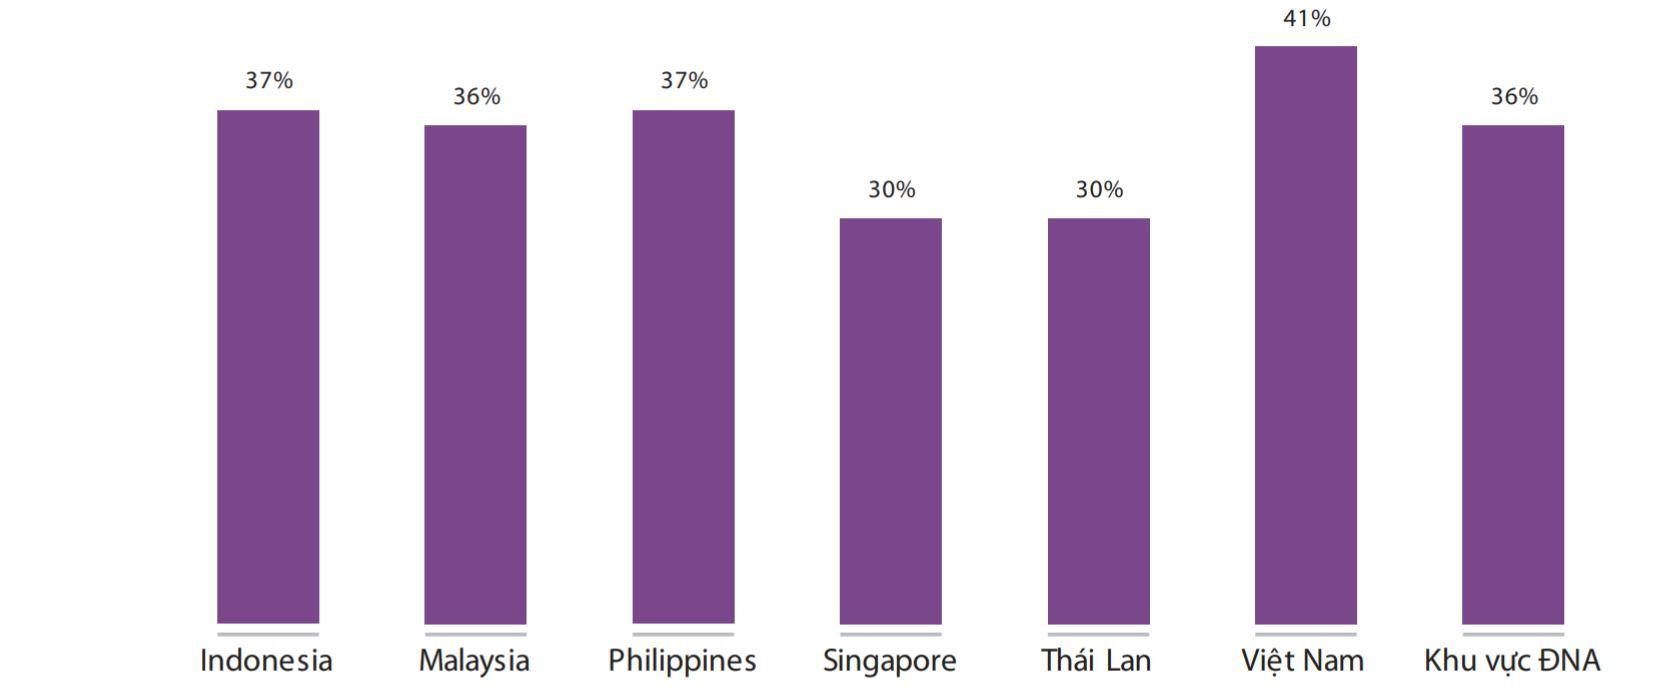 41%
37%
37%
36%
36%
30%
30%
Indonesia
Malaysia
Philippines
Singapore
Thái Lan
Việt Nam
Khu vực ĐNA